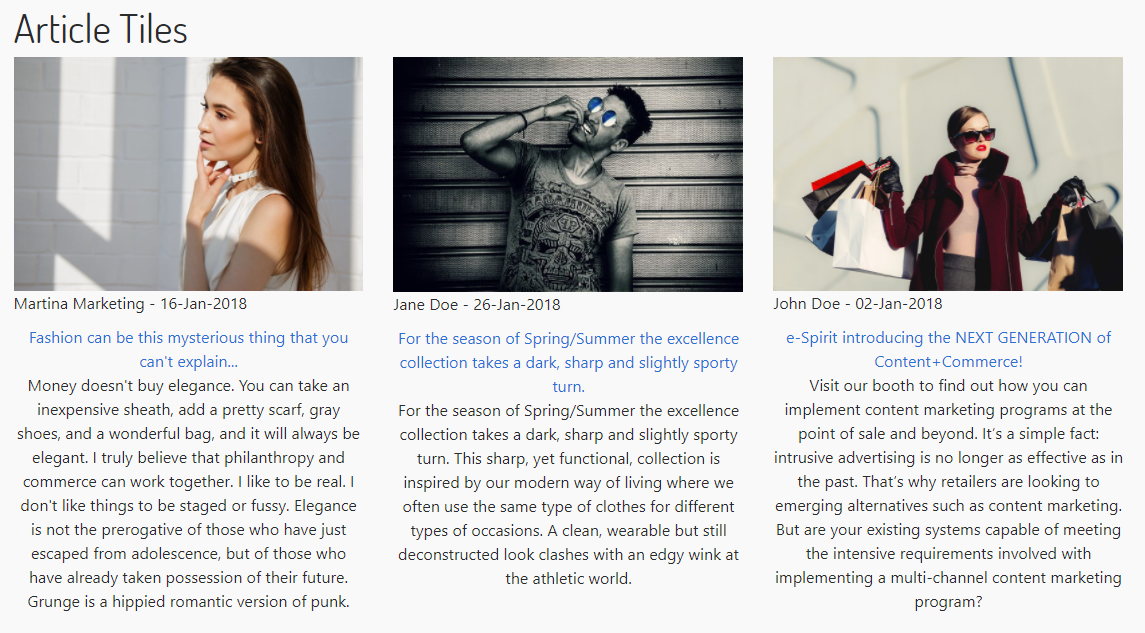 Article Tiles
Martina Marketing - 16-Jan-2018
Fashion can be this mysterious thing that you
can't explain...
Money doesn't buy elegance. You can take an
inexpensive sheath, add a pretty scarf, gray
shoes, and a wonderful bag, and it will always be
elegant. I truly believe that philanthropy and
commerce can work together. I like to be real. I
don't like things to be staged or fussy. Elegance
is not the prerogative of those who have just
escaped from adolescence, but of those who
have already taken possession of their future.
Grunge is a hippied romantic version of punk.
Jane Doe - 26-Jan-2018
For the season of Spring/Summer the excellence
collection takes a dark, sharp and slightly sporty
turn.
For the season of Spring/Summer the excellence
collection takes a dark, sharp and slightly sporty
turn. This sharp, yet functional, collection is
inspired by our modern way of living where we
often use the same type of clothes for different
types of occasions. A clean, wearable but still
deconstructed look clashes with an edgy wink at
the athletic world.
John Doe - 02-Jan-2018
e-Spirit introducing the NEXT GENERATION of
Content+Commerce!
Visit our booth to find out how you can
implement content marketing programs at the
point of sale and beyond. It’s a simple fact:
intrusive advertising is no longer as effective as in
the past. That’s why retailers are looking to
emerging alternatives such as content marketing.
But are your existing systems capable of meeting
the intensive requirements involved with
implementing a multi-channel content marketing
program?